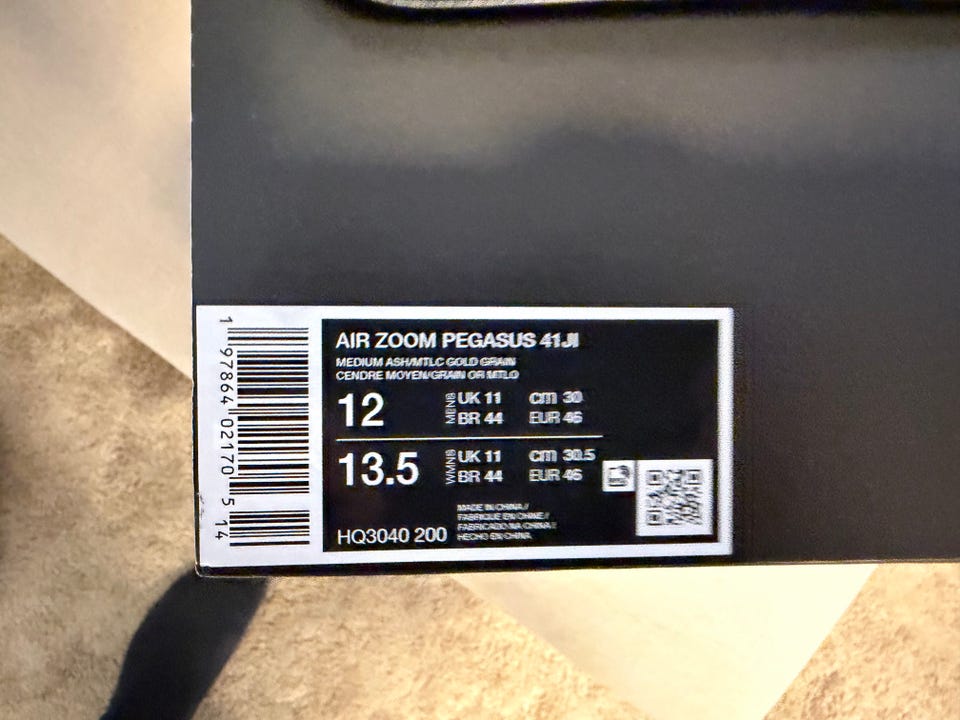 1 97864 02170 5 14
AIR ZOOM PEGASUS 41 JI
MEDIUM ASH/MTLC GOLD GRAIN
CENDRE MOYEN/GRAIN OR MTLO
12
MENS
UK 11 cm 30
BR 44 EUR 46
13.5
WMNS
UK 11 cm 30.5
BR 44 EUR 46
HQ3040 200
MADE IN CHINA //
FABRIQUE EN CHINE //
FABRICADO NA CHINA //
HECHO EN CHINA